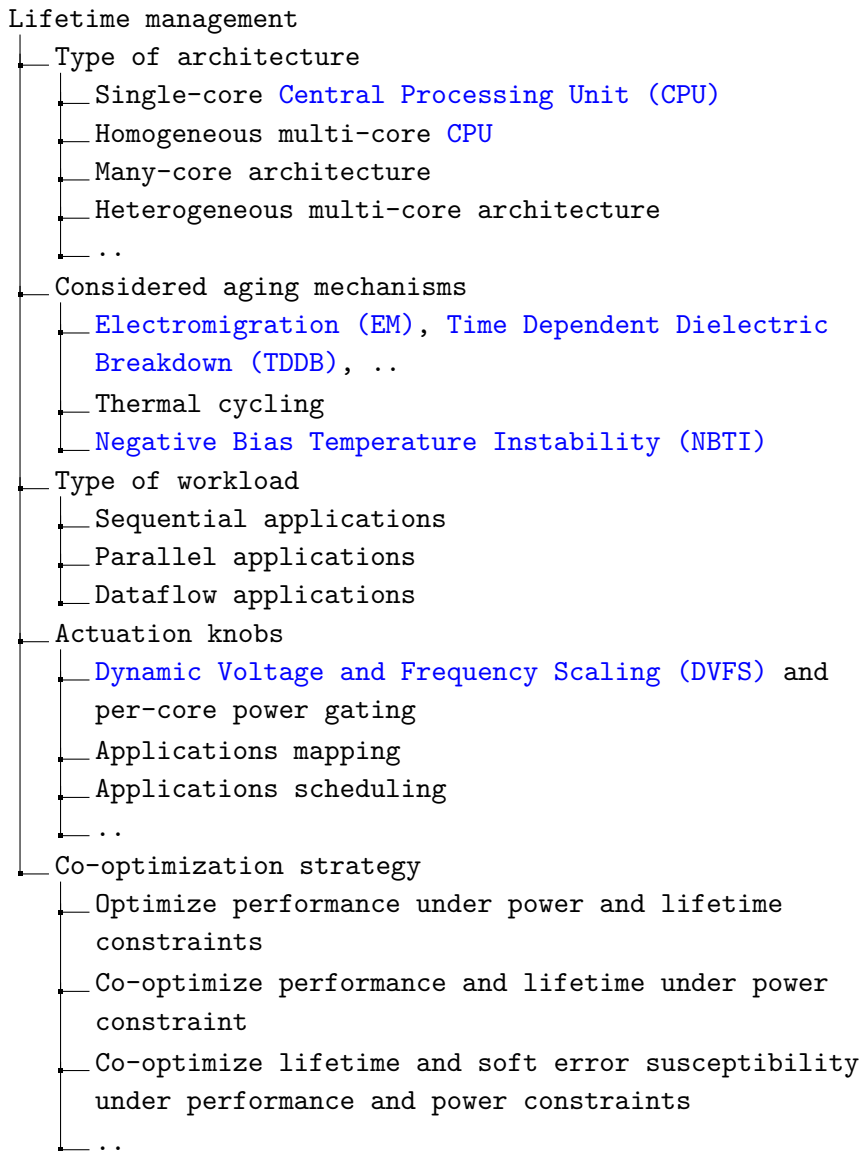 Lifetime management
Type of architecture
Single-core Central Processing Unit (CPU)
Homogeneous multi-core CPU
Many-core architecture
Heterogeneous multi-core architecture
..
Considered aging mechanisms
Electromigration (EM), Time Dependent Dielectric
Breakdown (TDDB), ..
Thermal cycling
Negative Bias Temperature Instability (NBTI)
Type of workload
Sequential applications
Parallel applications
Dataflow applications
Actuation knobs
Dynamic Voltage and Frequency Scaling (DVFS) and
per-core power gating
Applications mapping
Applications scheduling
..
Co-optimization strategy
Optimize performance under power and lifetime
constraints
Co-optimize performance and lifetime under power
constraint
Co-optimize lifetime and soft error susceptibility
under performance and power constraints
..